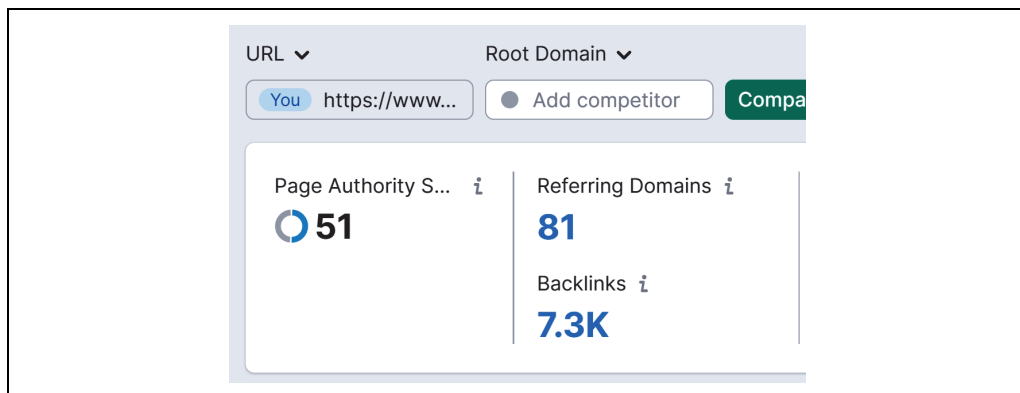 URL Root Domain
You https://www... Add competitor Compa
Page Authority S... i Referring Domains i
51 81
Backlinks i
7.3K